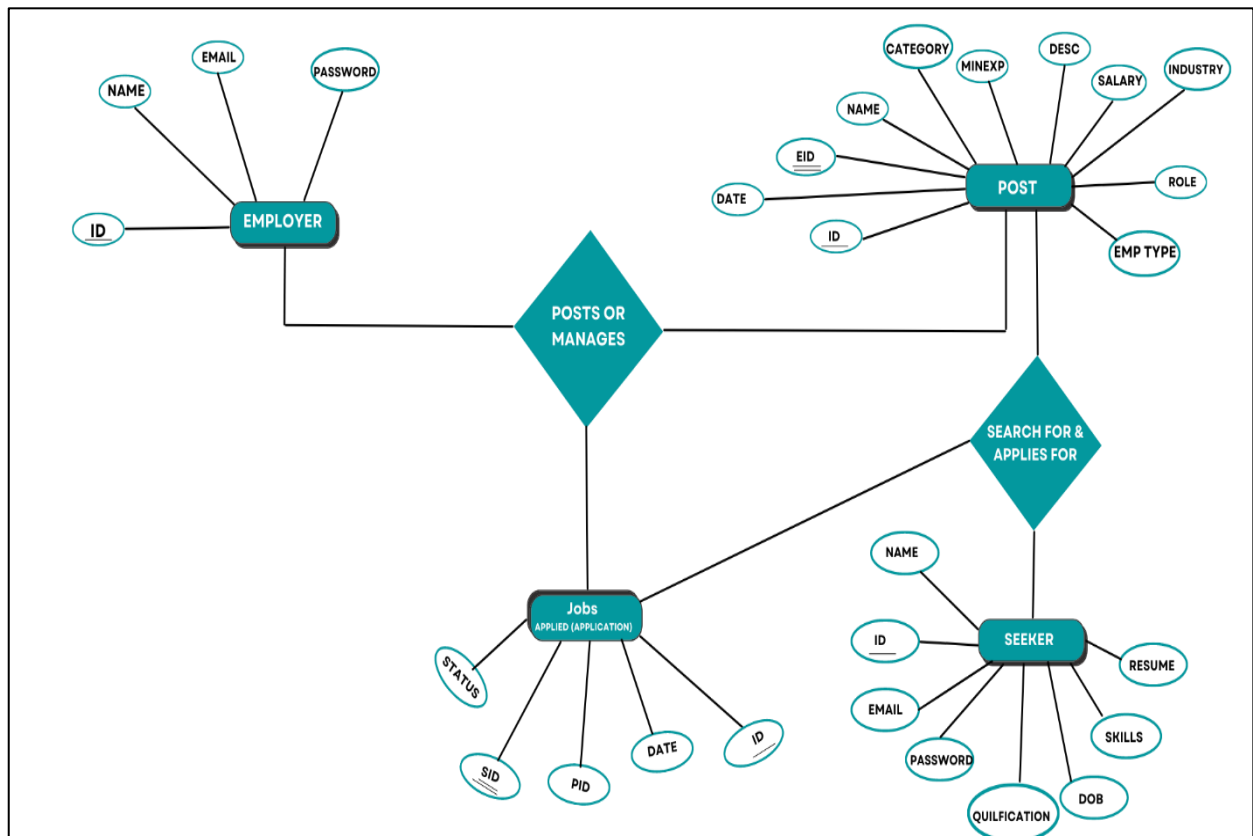 EMAIL
PASSWORD
NAME
ID
EMPLOYER
CATEGORY
MINEXP
DESC
SALARY
INDUSTRY
NAME
EID
DATE
ID
POST
ROLE
EMP TYPE
POSTS OR
MANAGES
SEARCH FOR &
APPLIES FOR
Jobs
APPLIED (APPLICATION)
STATUS
SID
PID
DATE
ID
NAME
ID
SEEKER
RESUME
EMAIL
SKILLS
PASSWORD
DOB
QUILFICATION